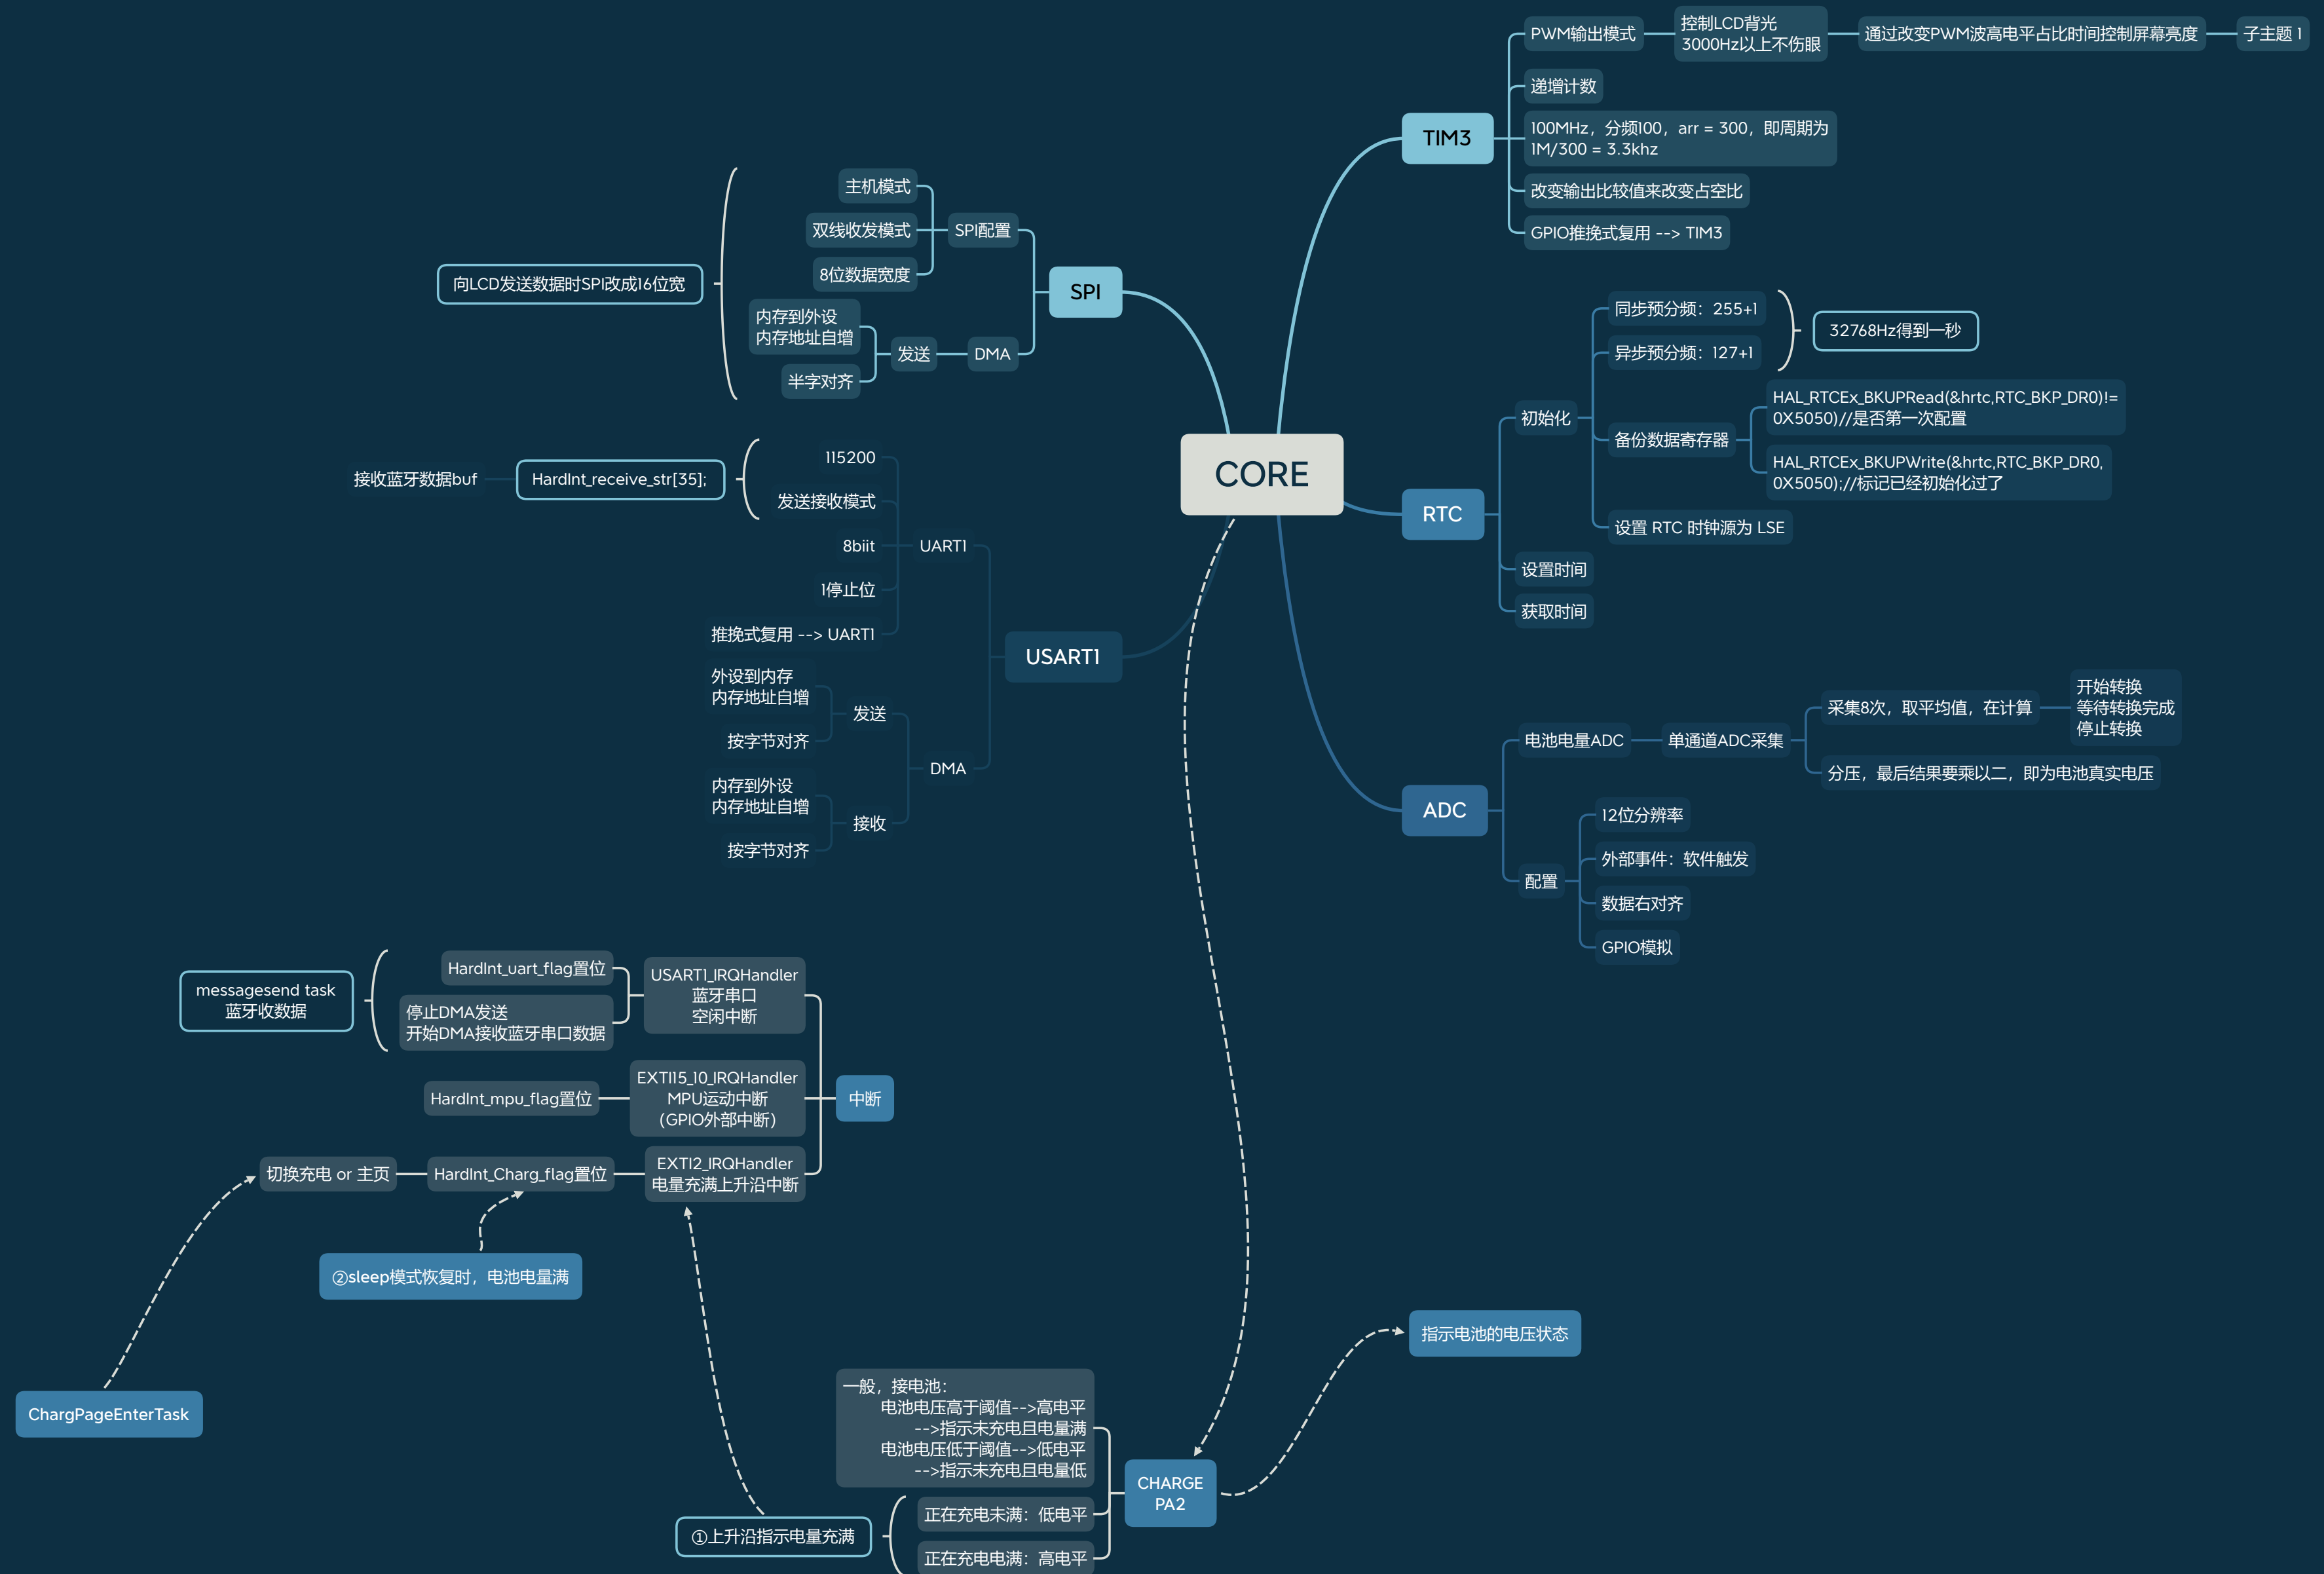 CORE
TIM3
PWM输出模式
控制LCD背光
3000Hz以上不伤眼
通过改变PWM波高电平占比时间控制屏幕亮度
子主题 1
递增计数
100MHz，分频100，arr = 300，即周期为
1M/300 = 3.3khz
改变输出比较值来改变占空比
GPIO推挽式复用 --> TIM3
RTC
初始化
同步预分频：255+1
异步预分频：127+1
32768Hz得到一秒
备份数据寄存器
HAL_RTCEx_BKUPRead(&hrtc,RTC_BKP_DR0)!=
0X5050)//是否第一次配置
HAL_RTCEx_BKUPWrite(&hrtc,RTC_BKP_DR0,
0X5050);//标记已经初始化过了
设置 RTC 时钟源为 LSE
设置时间
获取时间
ADC
电池电量ADC
单通道ADC采集
采集8次，取平均值，在计算
开始转换
等待转换完成
停止转换
分压，最后结果要乘以二，即为电池真实电压
配置
12位分辨率
外部事件：软件触发
数据右对齐
GPIO模拟
SPI
SPI配置
主机模式
双线收发模式
8位数据宽度
DMA
发送
内存到外设
内存地址自增
半字对齐
向LCD发送数据时SPI改成16位宽
USART1
UART1
115200
发送接收模式
8biit
1停止位
推挽式复用 --> UART1
HardInt_receive_str[35];
接收蓝牙数据buf
DMA
发送
外设到内存
内存地址自增
按字节对齐
接收
内存到外设
内存地址自增
按字节对齐
中断
USART1_IRQHandler
蓝牙串口
空闲中断
HardInt_uart_flag置位
停止DMA发送
开始DMA接收蓝牙串口数据
messagesend task
蓝牙收数据
EXTI15_10_IRQHandler
MPU运动中断
（GPIO外部中断）
HardInt_mpu_flag置位
EXTI2_IRQHandler
电量充满上升沿中断
HardInt_Charg_flag置位
切换充电 or 主页
②sleep模式恢复时，电池电量满
ChargPageEnterTask
指示电池的电压状态
CHARGE
PA2
一般，接电池：
电池电压高于阈值-->高电平
-->指示未充电且电量满
电池电压低于阈值-->低电平
-->指示未充电且电量低
正在充电未满：低电平
正在充电电满：高电平
①上升沿指示电量充满